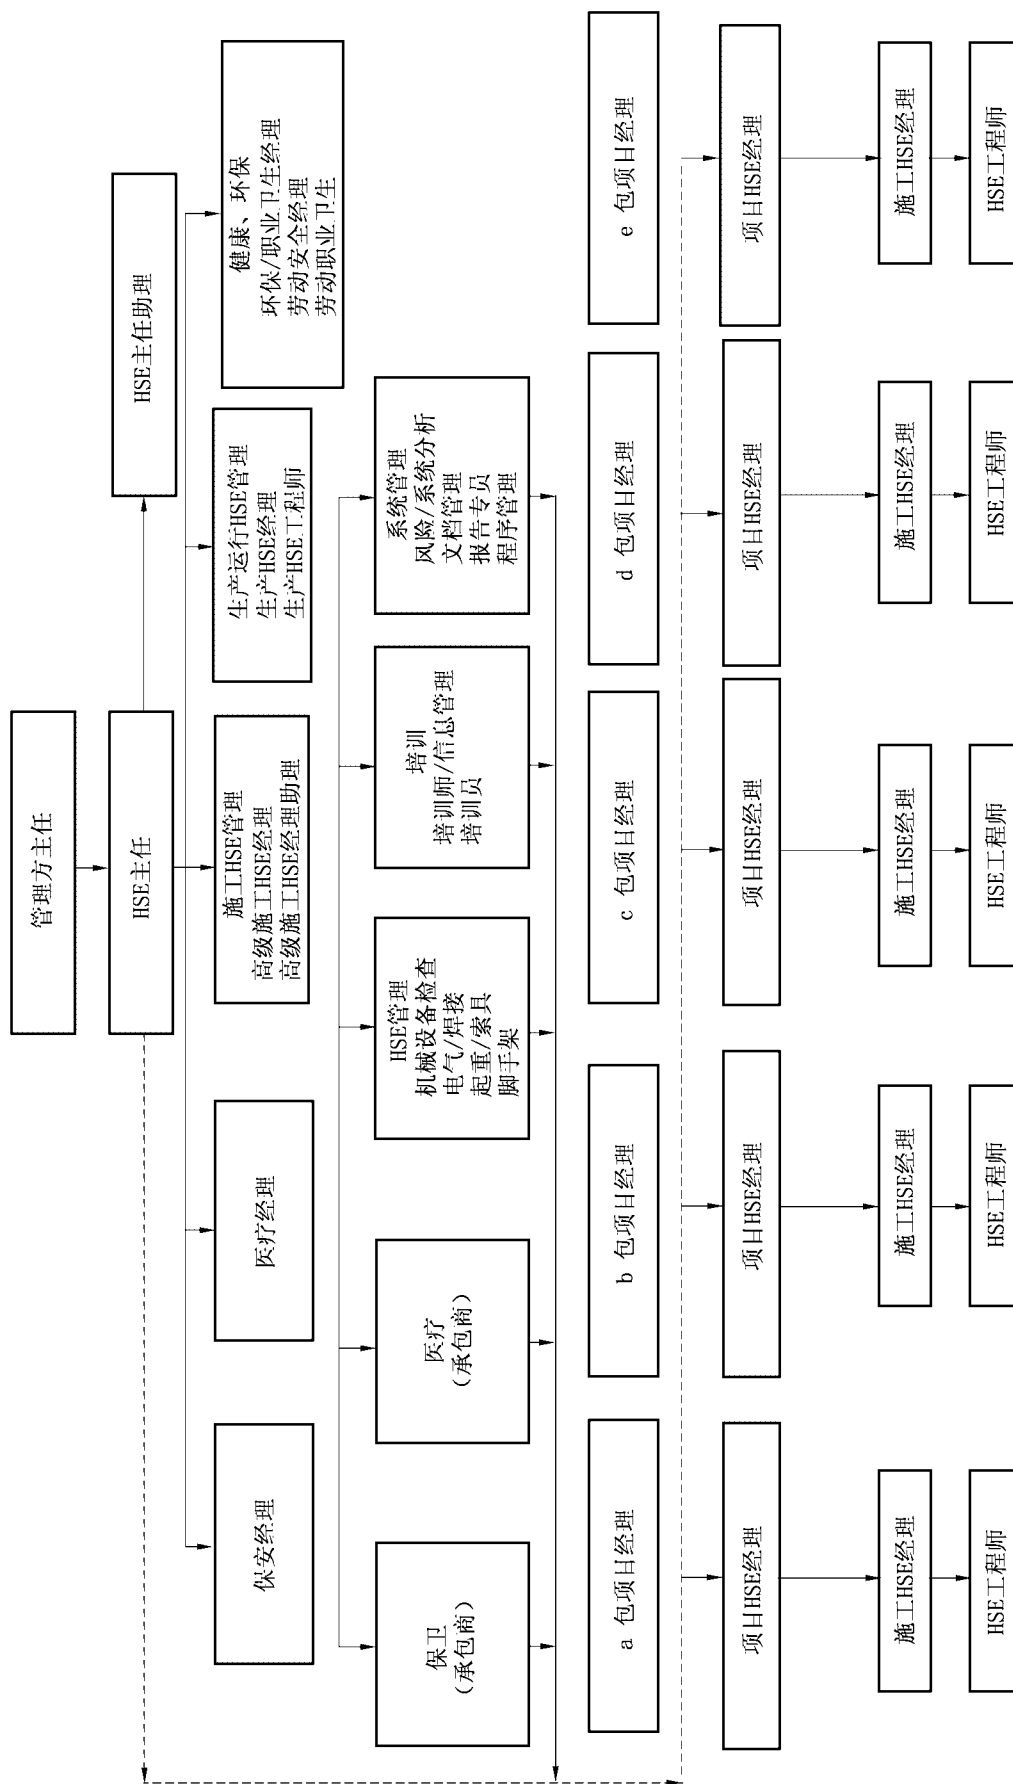 管理方主任
HSE主任
HSE主任助理
保安经理
医疗经理
施工HSE管理
高级施工HSE经理
高级施工HSE经理助理
生产运行HSE管理
生产HSE经理
生产HSE工程师
健康、环保
环保/职业卫生经理
劳动安全经理
劳动职业卫生
保卫
(承包商)
医疗
(承包商)
HSE管理
机械设备检查
电气/焊接
起重/索具
脚手架
培训
培训师/信息管理
培训员
系统管理
风险/系统分析
文档管理
报告专员
程序管理
a 包项目经理
b 包项目经理
c 包项目经理
d 包项目经理
e 包项目经理
项目HSE经理
项目HSE经理
项目HSE经理
项目HSE经理
项目HSE经理
施工HSE经理
施工HSE经理
施工HSE经理
施工HSE经理
施工HSE经理
HSE工程师
HSE工程师
HSE工程师
HSE工程师
HSE工程师